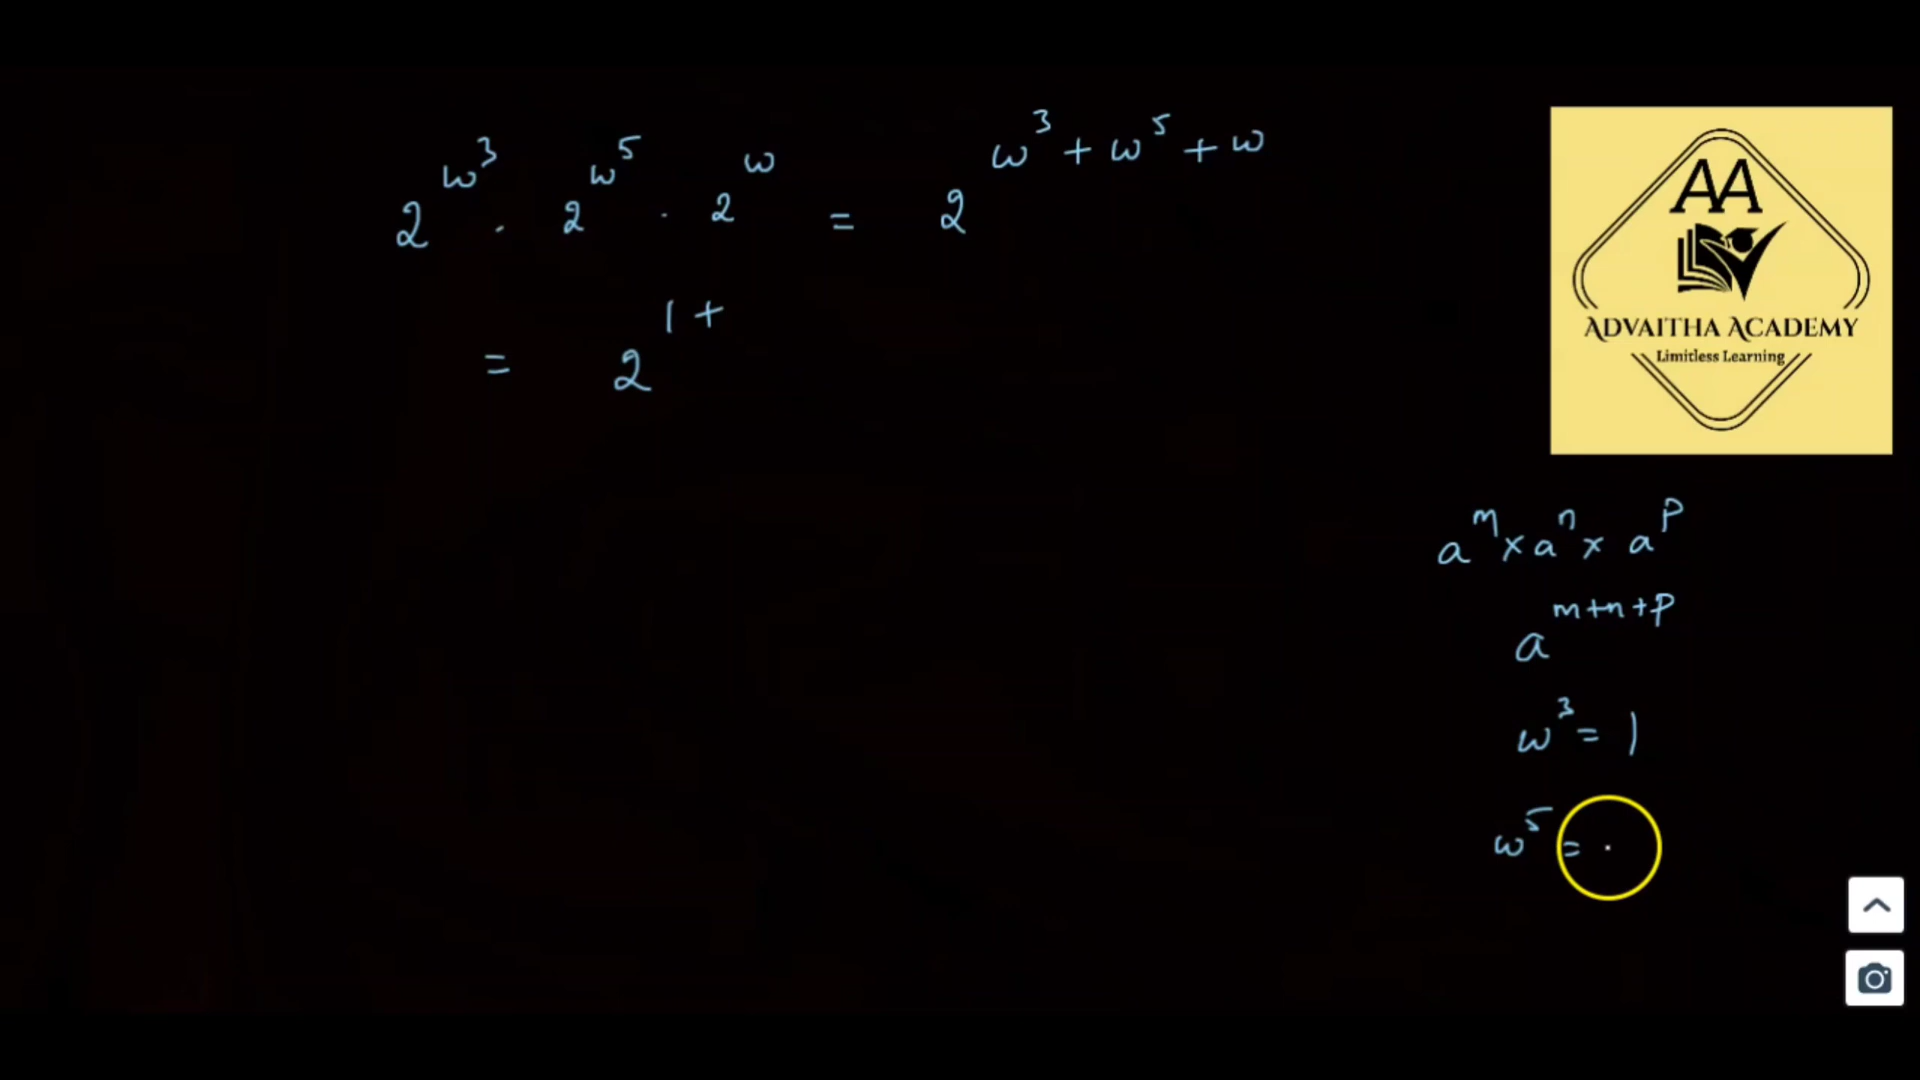 2^{ω^3} . 2^{ω^5} . 2^ω = 2^{ω^3 + ω^5 + ω}
= 2^{1 +
AA
ADVAITHA ACADEMY
Limitless Learning
a^m × a^n × a^p
a^{m+n+p}
ω^3 = 1
ω^5 = .